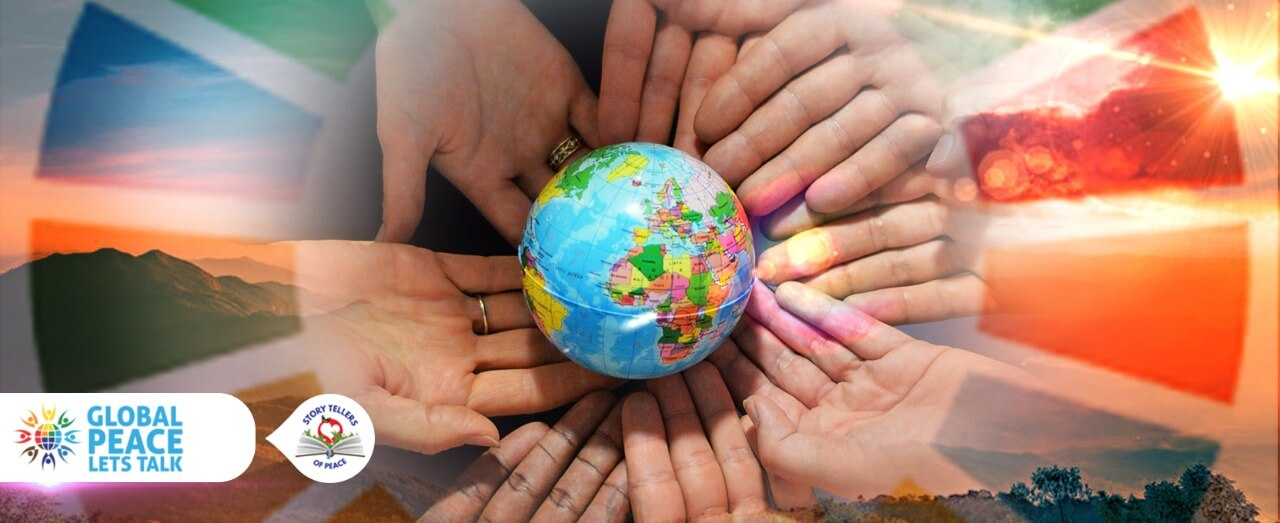 GLOBAL
PEACE
LETS TALK
STORY TELLERS
OF PEACE